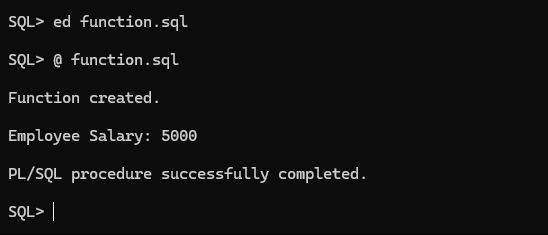 SQL> ed function.sql
SQL> @ function.sql
Function created.
Employee Salary: 5000
PL/SQL procedure successfully completed.
SQL>